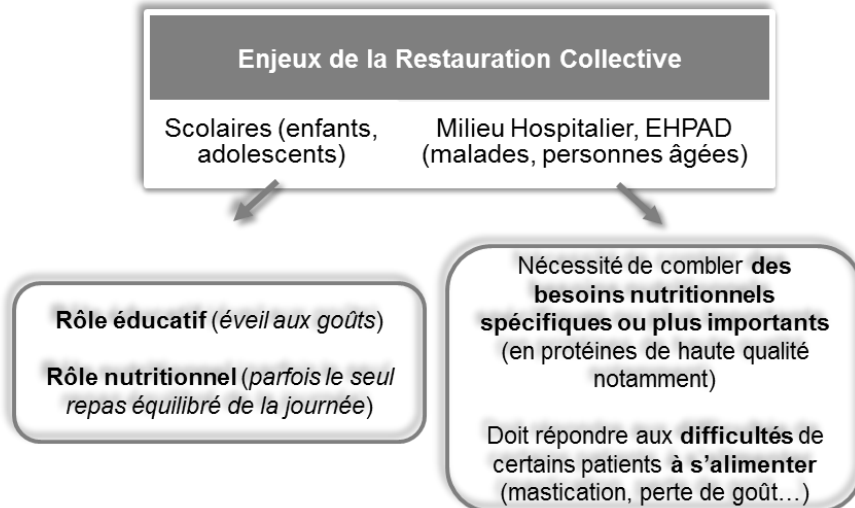 Enjeux de la Restauration Collective
Scolaires (enfants,
adolescents)
Milieu Hospitalier, EHPAD
(malades, personnes âgées)
Rôle éducatif (éveil aux goûts)
Rôle nutritionnel (parfois le seul
repas équilibré de la journée)
Nécessité de combler des
besoins nutritionnels
spécifiques ou plus importants
(en protéines de haute qualité
notamment)
Doit répondre aux difficultés de
certains patients à s’alimenter
(mastication, perte de goût…)